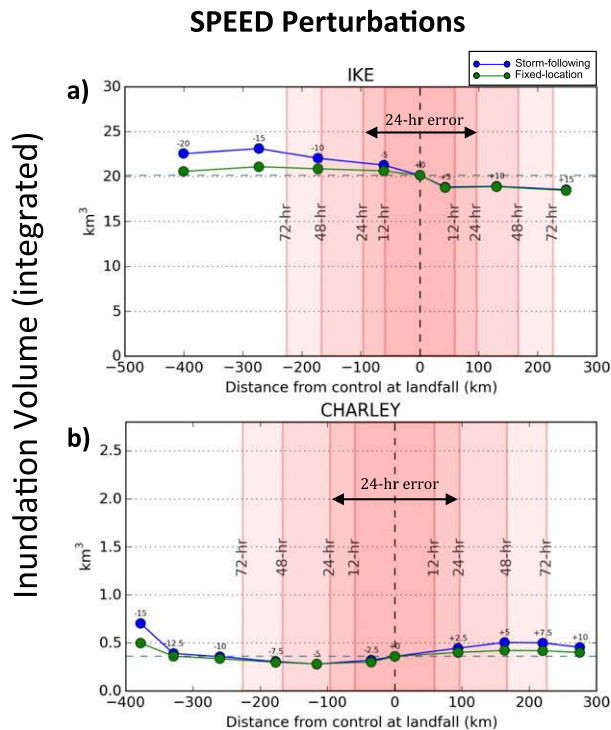 SPEED Perturbations
Storm-following
Fixed-location
IKE
a)
30
25
20
15
10
5
0
km³
24-hr error
-20
-15
-10
-5
+0
+5
+10
+15
72-hr
48-hr
24-hr
12-hr
12-hr
24-hr
48-hr
72-hr
−500
−400
−300
−200
−100
0
100
200
300
Distance from control at landfall (km)
Inundation Volume (integrated)
CHARLEY
b)
2.5
2.0
1.5
1.0
0.5
0.0
km³
24-hr error
72-hr
48-hr
24-hr
12-hr
12-hr
24-hr
48-hr
72-hr
-15
-12.5
-10
-7.5
-5
-2.5
+0
+2.5
+5
+7.5
+10
−400
−300
−200
−100
0
100
200
300
Distance from control at landfall (km)